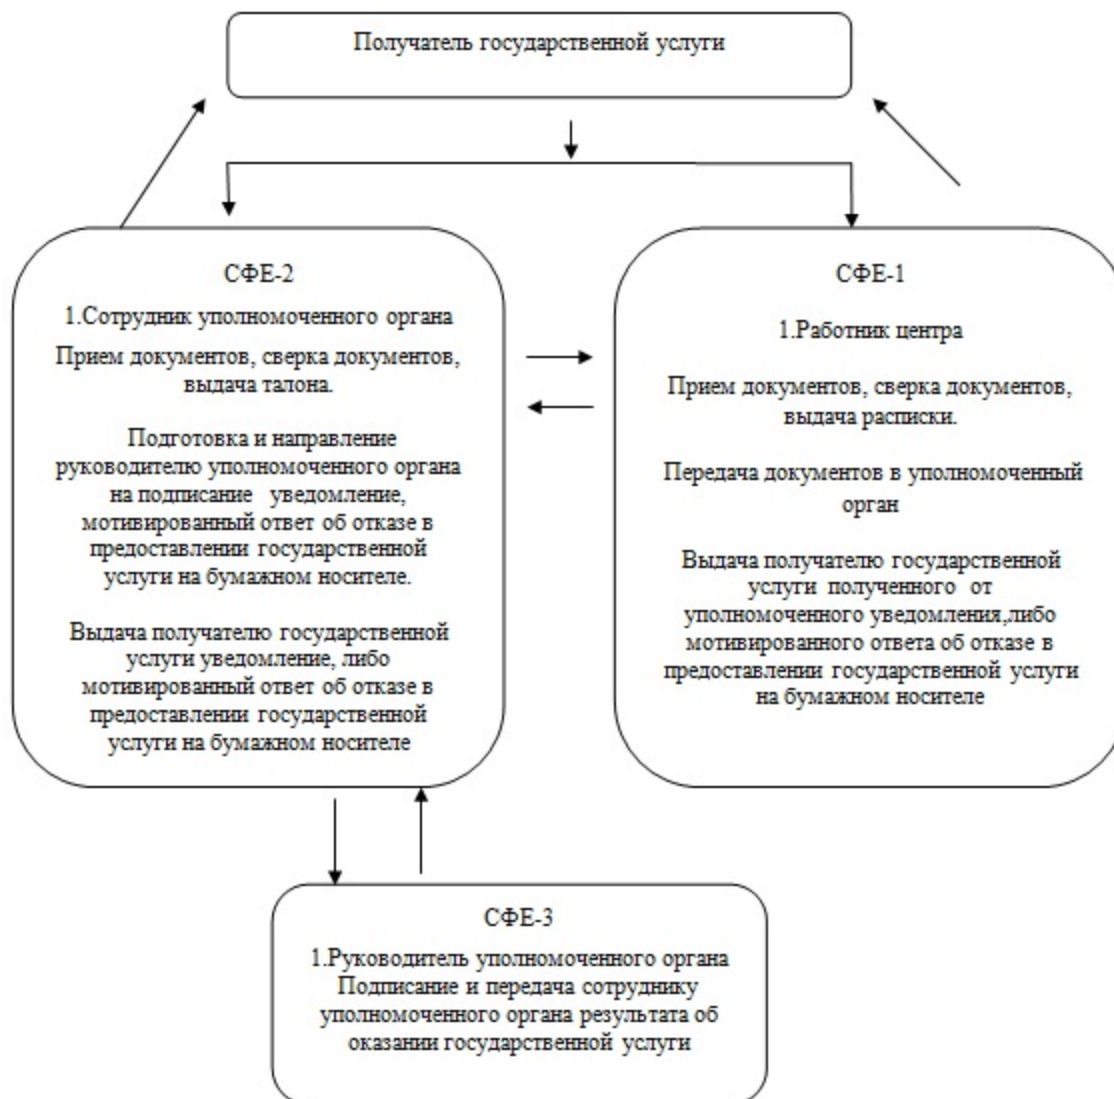 Получатель государственной услуги
СФЕ-2
1.Сотрудник уполномоченного органа
Прием документов, сверка документов,
выдача талона.
Подготовка и направление
руководителю уполномоченного органа
на подписание уведомление,
мотивированный ответ об отказе в
предоставлении государственной
услуги на бумажном носителе.
Выдача получателю государственной
услуги уведомление, либо
мотивированный ответ об отказе в
предоставлении государственной
услуги на бумажном носителе
СФЕ-1
1.Работник центра
Прием документов, сверка документов,
выдача расписки.
Передача документов в уполномоченный
орган
Выдача получателю государственной
услуги полученного от
уполномоченного уведомления,либо
мотивированного ответа об отказе в
предоставлении государственной услуги
на бумажном носителе
СФЕ-3
1.Руководитель уполномоченного органа
Подписание и передача сотруднику
уполномоченного органа результата об
оказании государственной услуги